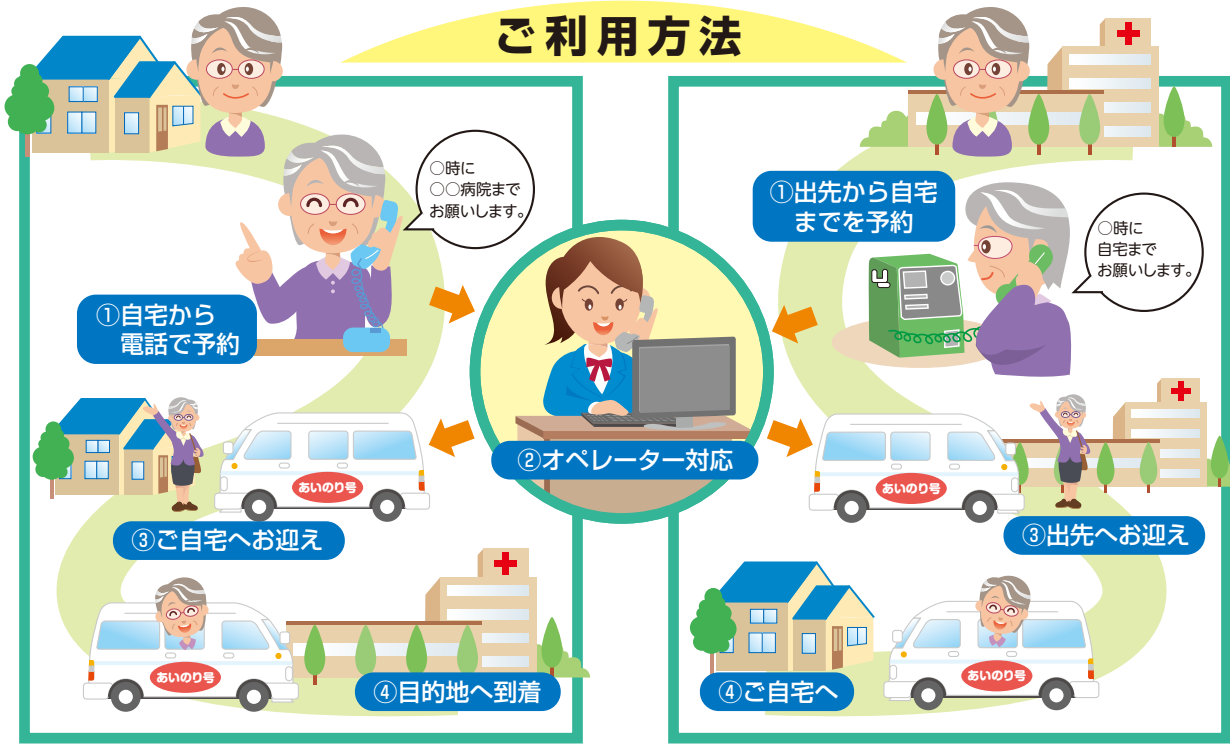 ご利用方法
○時に
○○病院まで
お願いします。
①自宅から
電話で予約
②オペレーター対応
あいのり号
③ご自宅へお迎え
あいのり号
④目的地へ到着
①出先から自宅
までを予約
○時に
自宅まで
お願いします。
あいのり号
③出先へお迎え
④ご自宅へ
あいのり号